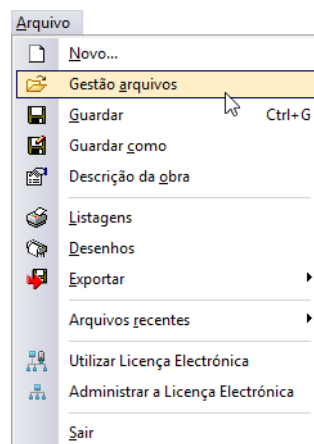 Arquivo
Novo...
Gestão arquivos
Guardar Ctrl+G
Guardar como
Descrição da obra
Listagens
Desenhos
Exportar
Arquivos recentes
Utilizar Licença Electrónica
Administrar a Licença Electrónica
Sair